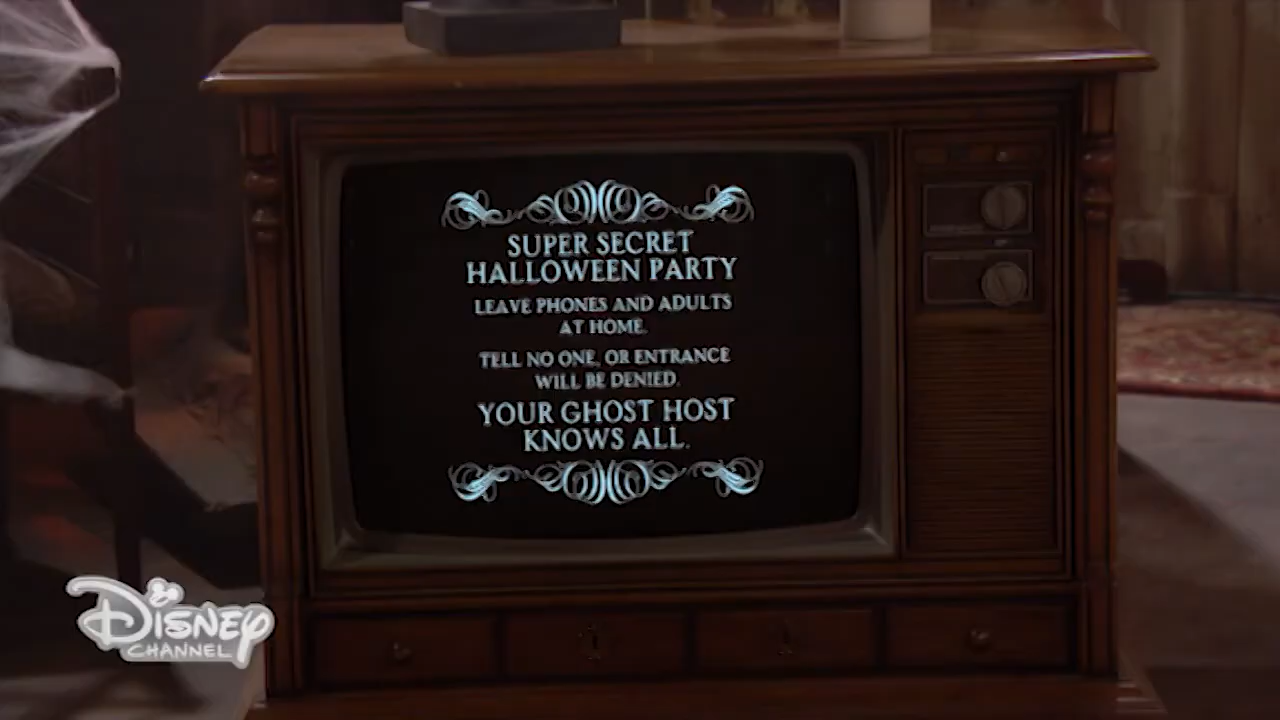 SUPER SECRET
HALLOWEEN PARTY
LEAVE PHONES AND ADULTS
AT HOME.
TELL NO ONE, OR ENTRANCE
WILL BE DENIED.
YOUR GHOST HOST
KNOWS ALL.
DISNEY
CHANNEL